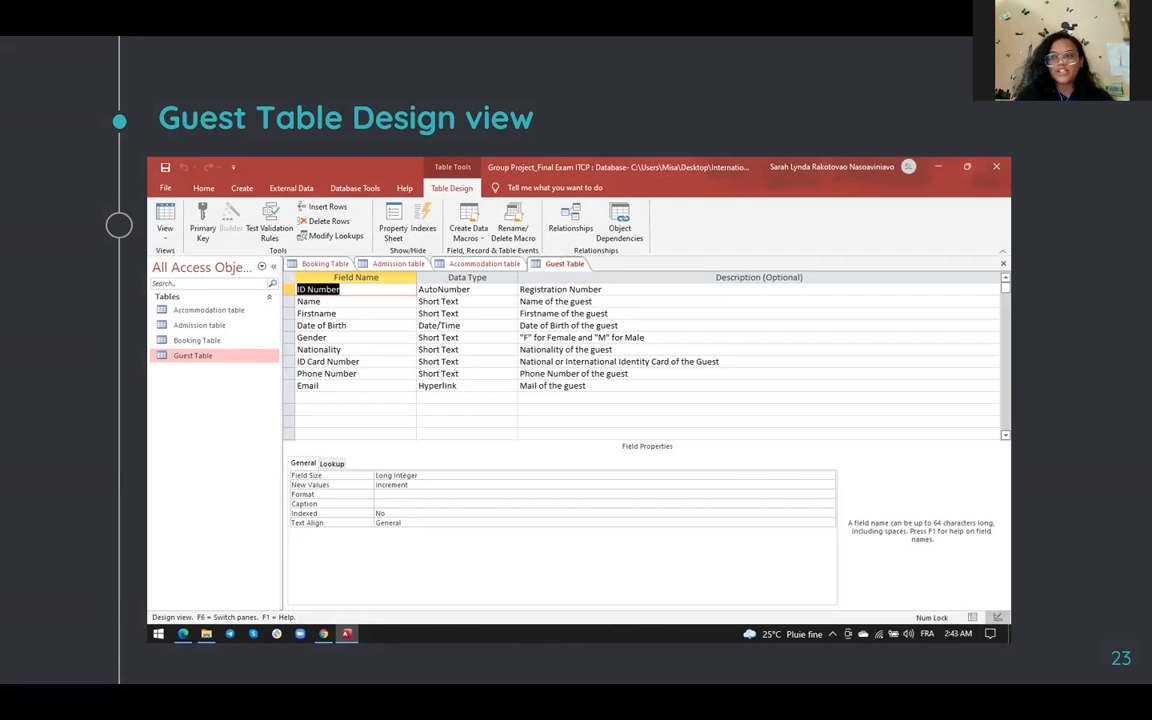 Guest Table Design view
Table Tools
Group Project_Final Exam ITCP : Database- C:\Users\Misa\Desktop\Internatio...
Sarah Lynda Rakotovao Nasoaviniavo
SL
File Home Create External Data Database Tools Help Table Design Tell me what you want to do
View
Primary Key
Builder
Test Validation Rules
Insert Rows
Delete Rows
Modify Lookups
Property Sheet
Indexes
Create Data Macros
Rename/ Delete Macro
Relationships
Object Dependencies
Views Tools Show/Hide Field, Record & Table Events Relationships
All Access Obje...
Search...
Tables
Accommodation table
Admission table
Booking Table
Guest Table
Booking Table Admission table Accommodation table Guest Table
Field Name Data Type Description (Optional)
ID Number AutoNumber Registration Number
Name Short Text Name of the guest
Firstname Short Text Firstname of the guest
Date of Birth Date/Time Date of Birth of the guest
Gender Short Text "F" for Female and "M" for Male
Nationality Short Text Nationality of the guest
ID Card Number Short Text National or International Identity Card of the Guest
Phone Number Short Text Phone Number of the guest
Email Hyperlink Mail of the guest
Field Properties
General Lookup
Field Size Long Integer
New Values Increment
Format
Caption
Indexed No
Text Align General
A field name can be up to 64 characters long,
including spaces. Press F1 for help on field
names.
Design view. F6 = Switch panes. F1 = Help.
Num Lock
25°C Pluie fine
FRA
2:43 AM
23